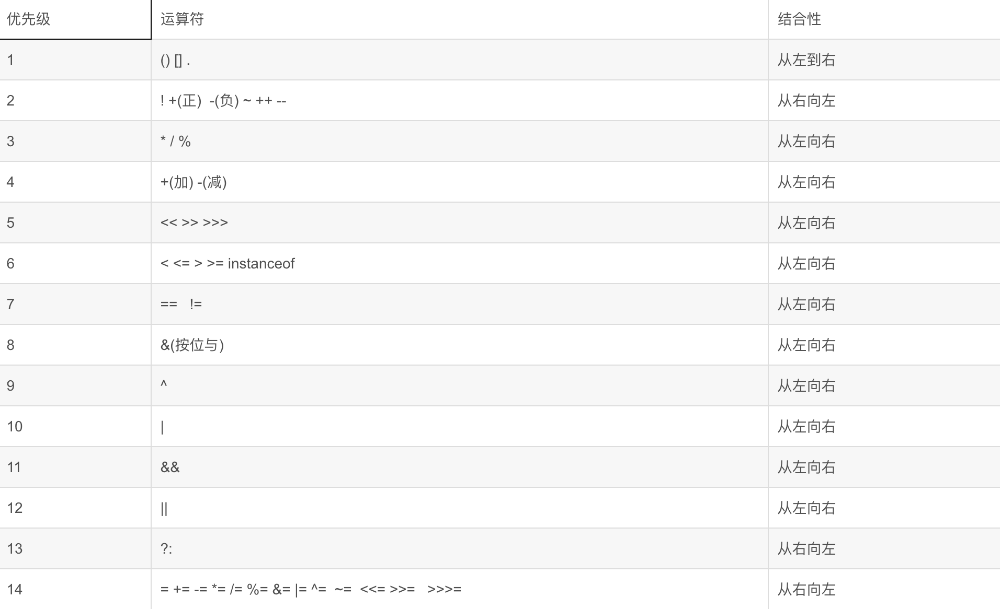 优先级 运算符 结合性
1 () [] . 从左到右
2 ! +(正)  -(负) ~ ++ -- 从右向左
3 * / % 从左向右
4 +(加) -(减) 从左向右
5 << >> >>> 从左向右
6 < <= > >= instanceof 从左向右
7 ==   != 从左向右
8 &(按位与) 从左向右
9 ^ 从左向右
10 | 从左向右
11 && 从左向右
12 || 从左向右
13 ?: 从右向左
14 = += -= *= /= %= &= |= ^=  ~=  <<= >>=   >>>= 从右向左